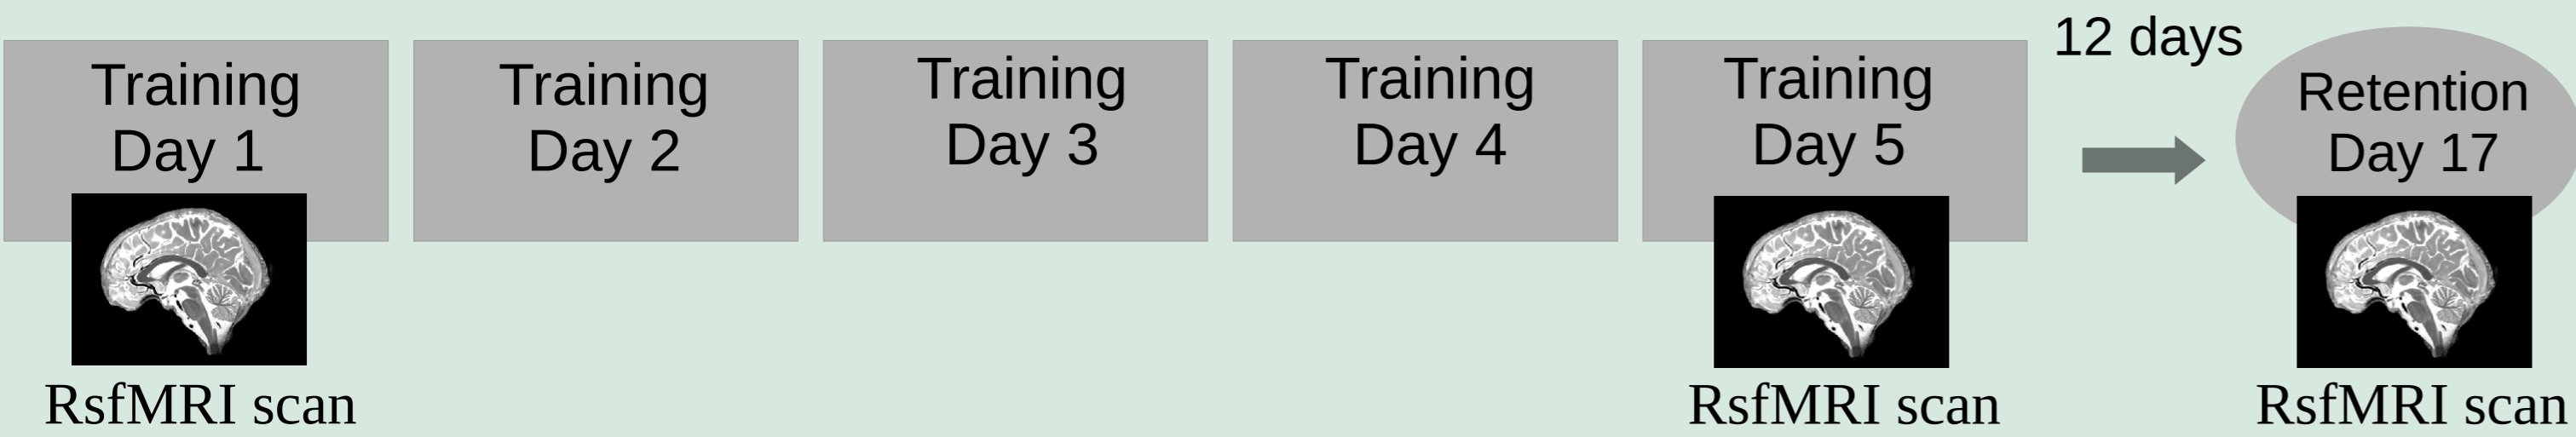 Training
Day 1
RsfMRI scan
Training
Day 2
Training
Day 3
Training
Day 4
Training
Day 5
RsfMRI scan
12 days
Retention
Day 17
RsfMRI scan